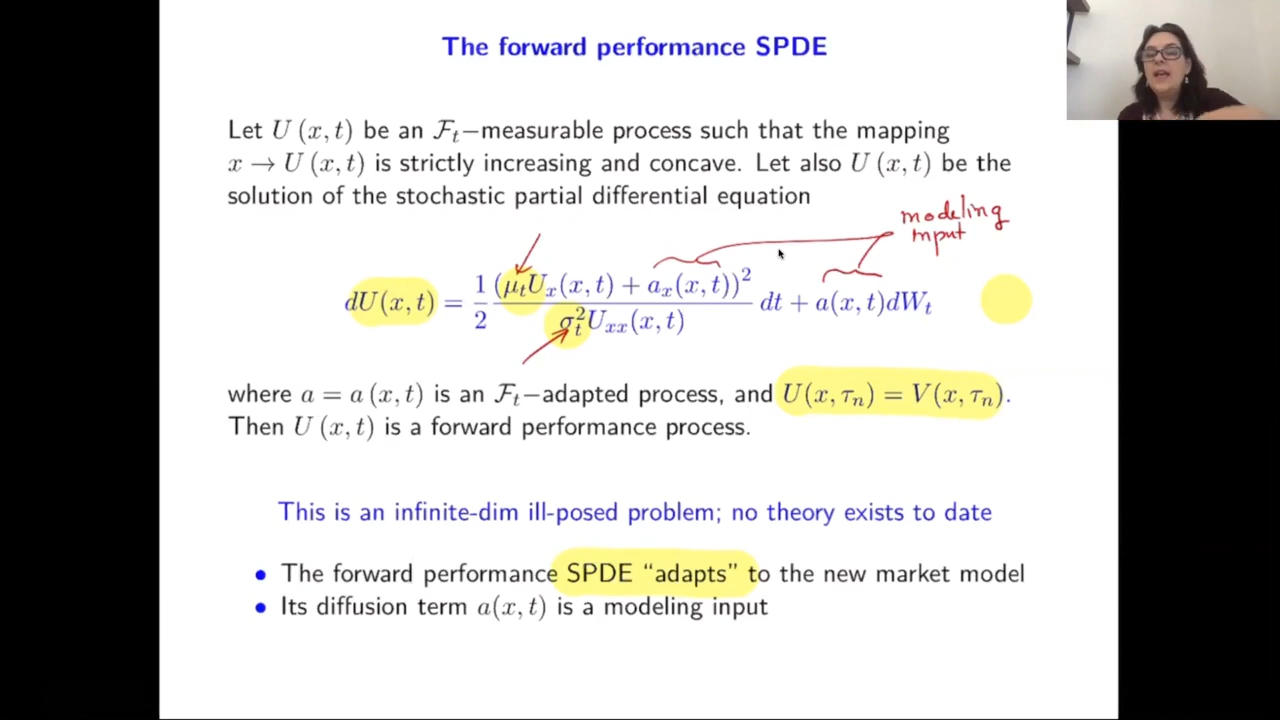 The forward performance SPDE
Let U (x, t) be an F_t−measurable process such that the mapping
x → U (x, t) is strictly increasing and concave. Let also U (x, t) be the
solution of the stochastic partial differential equation
modeling
input
dU(x, t) = \frac{1}{2} \frac{(μ_t U_x(x, t) + a_x(x, t))^2}{σ_t^2 U_{xx}(x, t)} dt + a(x, t)dW_t
where a = a (x, t) is an F_t−adapted process, and U(x, τ_n) = V(x, τ_n).
Then U (x, t) is a forward performance process.
This is an infinite-dim ill-posed problem; no theory exists to date
• The forward performance SPDE “adapts” to the new market model
• Its diffusion term a(x, t) is a modeling input